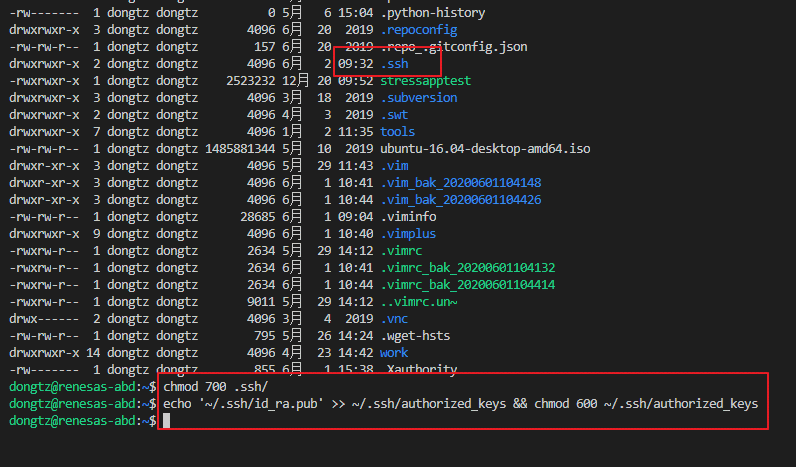 -rw-------  1 dongtz dongtz          0 5月   6 15:04 .python-history
drwxrwxr-x  3 dongtz dongtz       4096 6月  20  2019 .repoconfig
-rw-rw-r--  1 dongtz dongtz        157 6月  20  2019 .repo_.gitconfig.json
drwxrwxr-x  2 dongtz dongtz       4096 6月   2 09:32 .ssh
-rwxrwxr-x  1 dongtz dongtz    2523232 12月 20 09:52 stressapptest
drwxrwxr-x  3 dongtz dongtz       4096 3月  18  2019 .subversion
drwxrwxr-x  2 dongtz dongtz       4096 4月   3  2019 .swt
drwxrwxr-x  7 dongtz dongtz       4096 1月   2 11:35 tools
-rw-rw-r--  1 dongtz dongtz 1485881344 5月  10  2019 ubuntu-16.04-desktop-amd64.iso
drwxr-xr-x  3 dongtz dongtz       4096 5月  29 11:43 .vim
drwxr-xr-x  3 dongtz dongtz       4096 6月   1 10:41 .vim_bak_20200601104148
drwxr-xr-x  3 dongtz dongtz       4096 6月   1 10:44 .vim_bak_20200601104426
-rw-rw-r--  1 dongtz dongtz      28685 6月   1 09:04 .viminfo
drwxrwxr-x  9 dongtz dongtz       4096 6月   1 10:40 .vimplus
-rwxrw-r--  1 dongtz dongtz       2634 5月  29 14:12 .vimrc
-rwxrw-r--  1 dongtz dongtz       2634 6月   1 10:41 .vimrc_bak_20200601104132
-rwxrw-r--  1 dongtz dongtz       2634 6月   1 10:44 .vimrc_bak_20200601104414
-rwxrw-r--  1 dongtz dongtz       9011 5月  29 14:12 ..vimrc.un~
drwx------  2 dongtz dongtz       4096 3月   4  2019 .vnc
-rw-rw-r--  1 dongtz dongtz        795 5月  26 14:24 .wget-hsts
drwxrwxr-x 14 dongtz dongtz       4096 4月  23 14:42 work
-rw-------  1 dongtz dongtz        855 6月   1 15:38 .Xauthority
dongtz@renesas-abd:~$ chmod 700 .ssh/
dongtz@renesas-abd:~$ echo '~/.ssh/id_ra.pub' >> ~/.ssh/authorized_keys && chmod 600 ~/.ssh/authorized_keys
dongtz@renesas-abd:~$